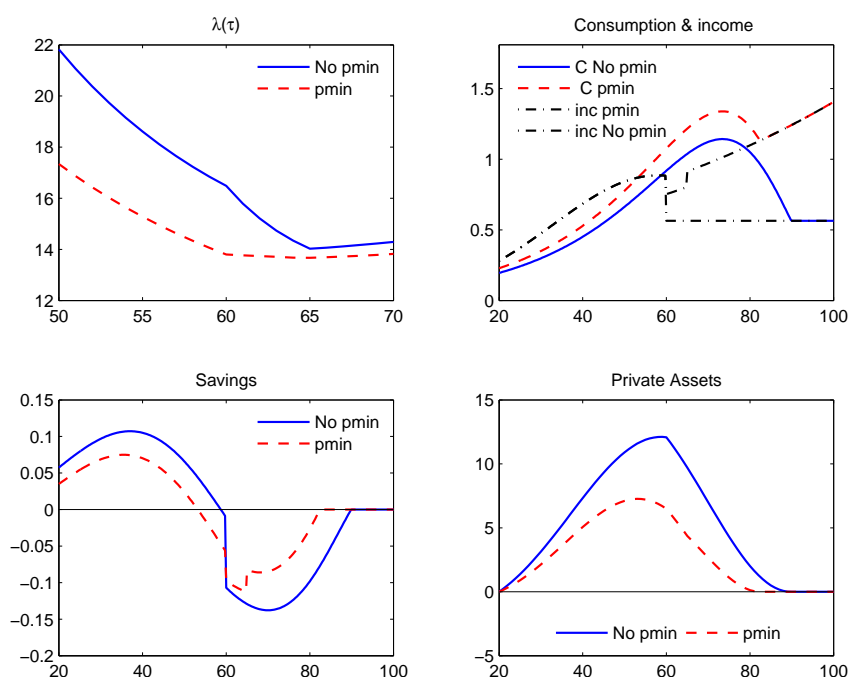 λ(τ)
22
20
18
16
14
12
50 55 60 65 70
No pmin
pmin
Consumption & income
1.5
1
0.5
0
20 40 60 80 100
C No pmin
C pmin
inc pmin
inc No pmin
Savings
0.15
0.1
0.05
0
−0.05
−0.1
−0.15
−0.2
20 40 60 80 100
No pmin
pmin
Private Assets
15
10
5
0
−5
20 40 60 80 100
No pmin pmin